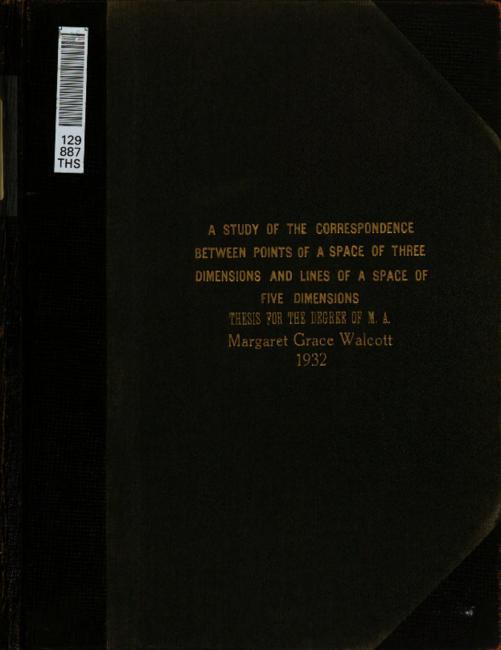 129
887
THS
A STUDY OF THE CORRESPONDENCE
BETWEEN POINTS OF A SPACE OF THREE
DIMENSIONS AND LINES OF A SPACE OF
FIVE DIMENSIONS
THESIS FOR THE DEGREE OF M. A.
Margaret Grace Walcott
1932